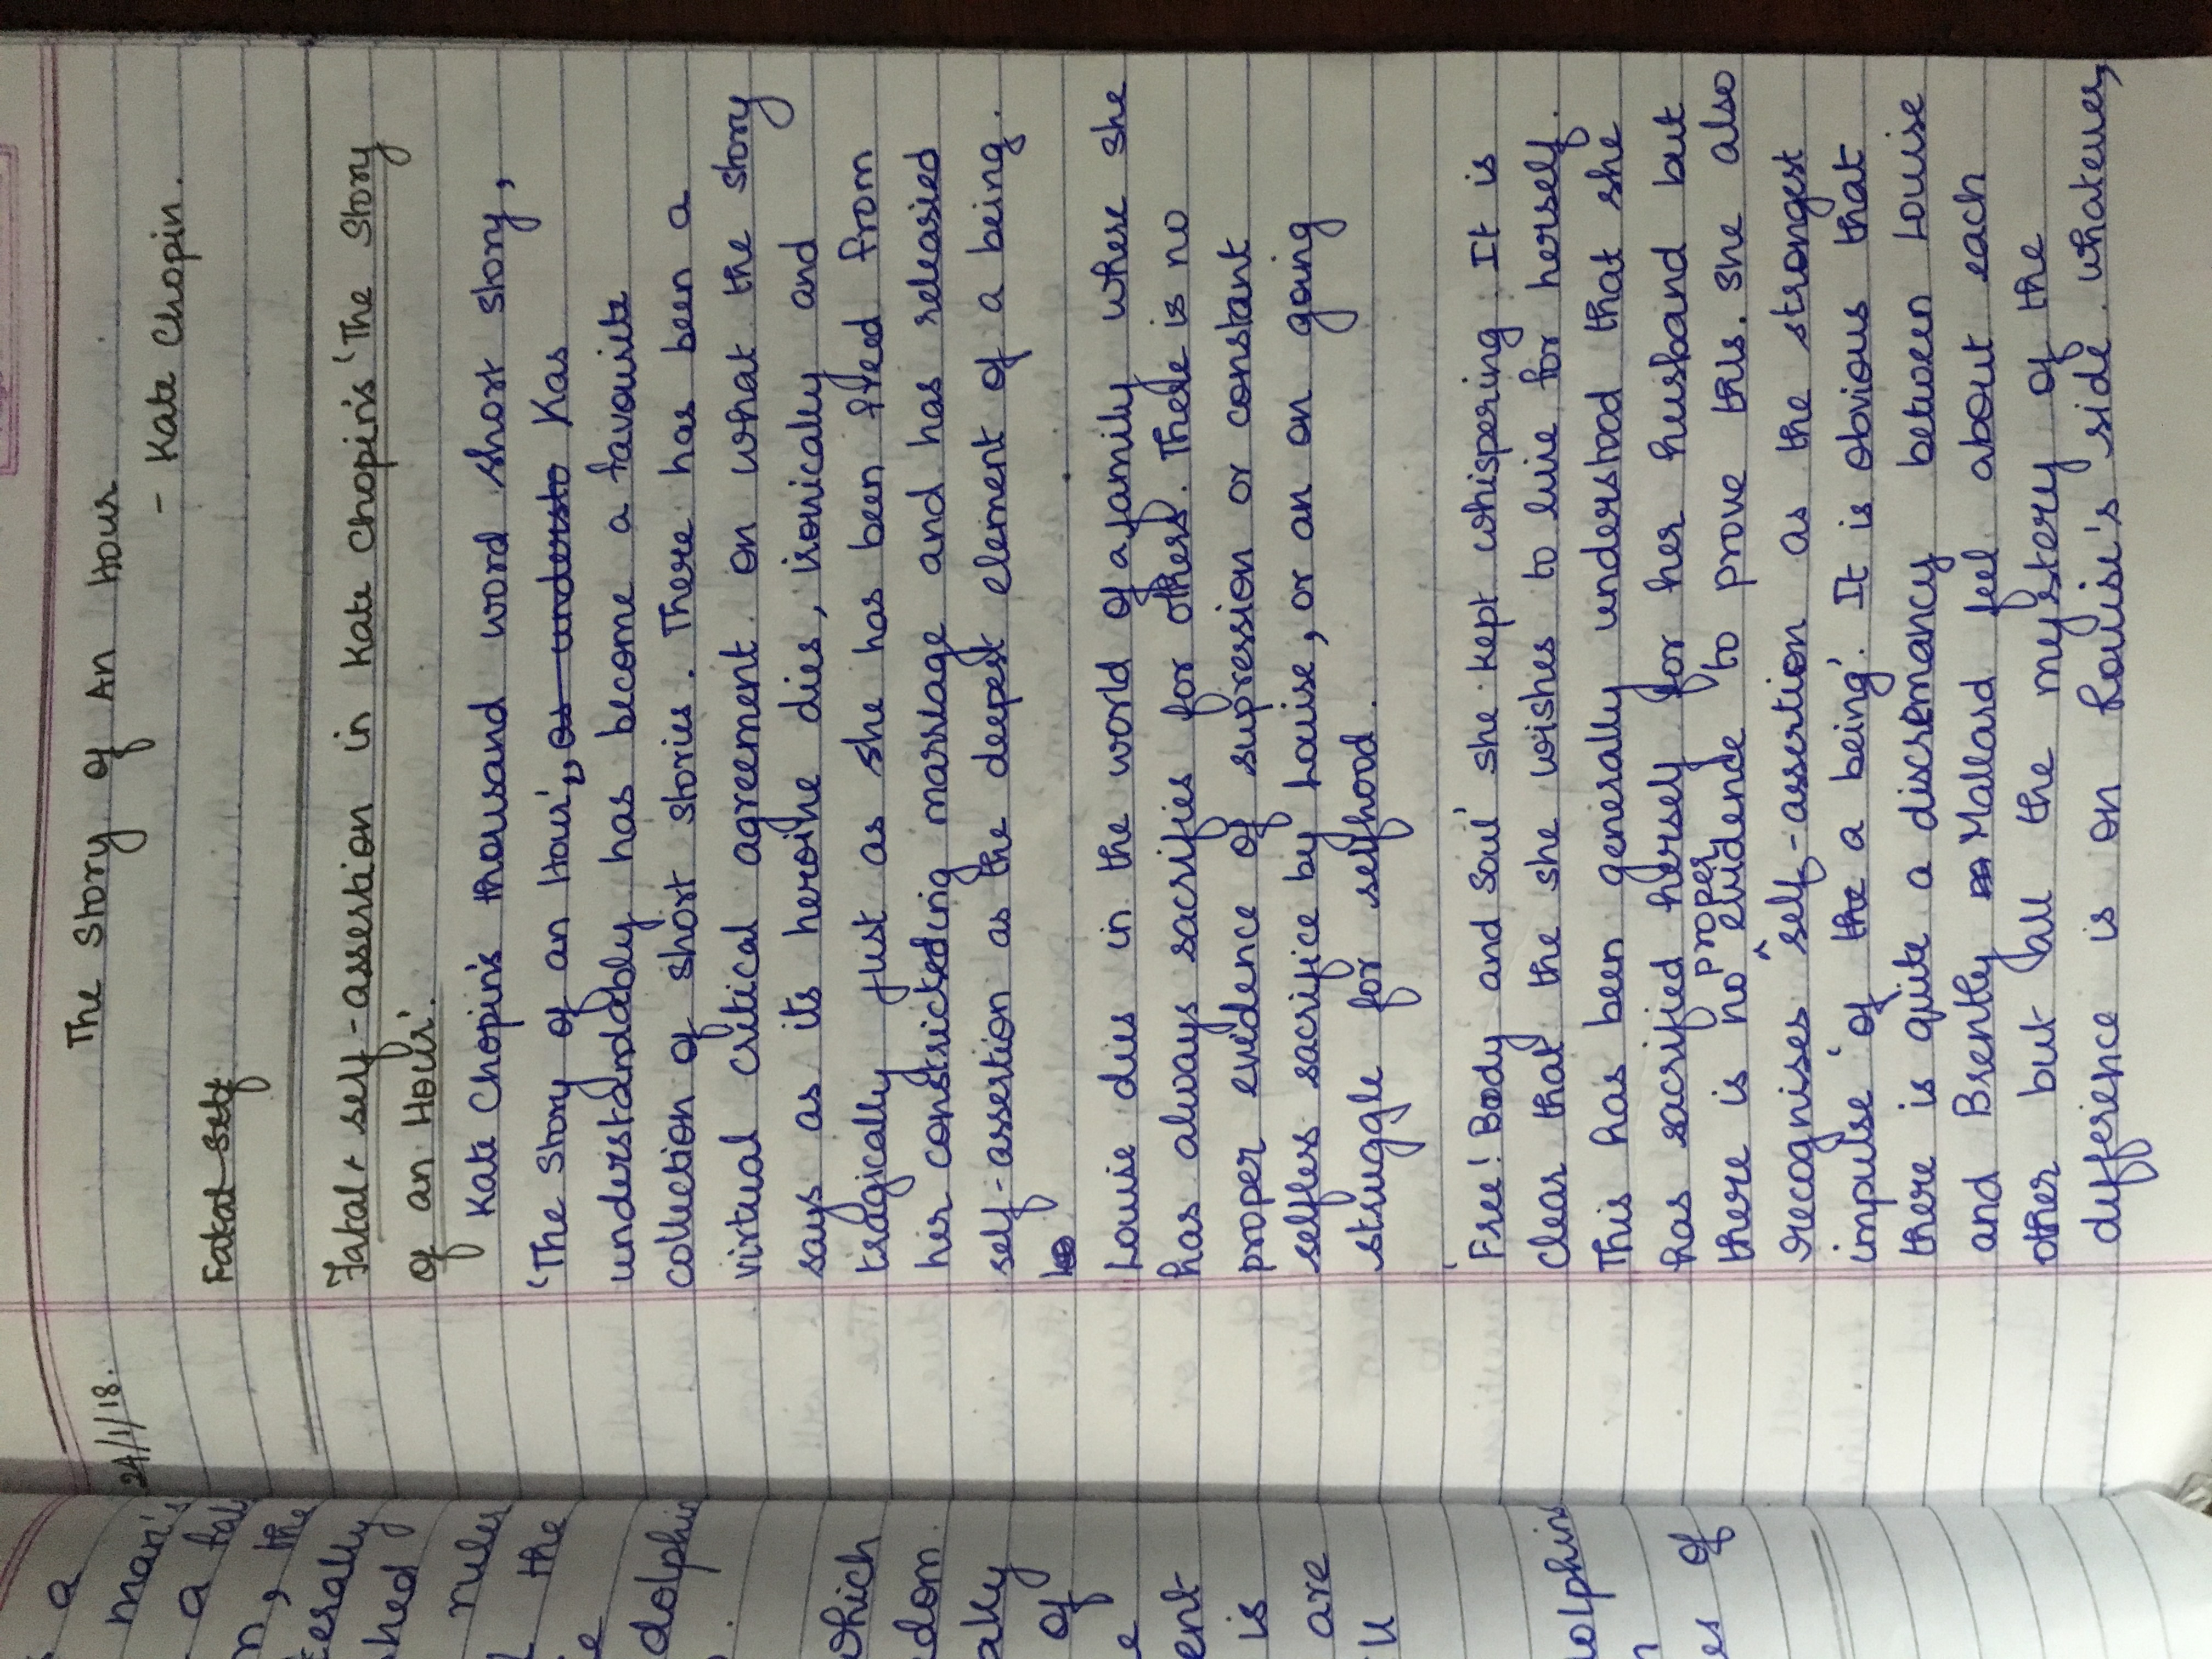 a
man's
a tal
n, the
erally
shed
rules
the
e
dolphi
which
dom.
aky
of
e
ent
is
are
u
dolphins
n
es of
24/1/18.
The Story of An Hour
- Kate Chopin.
Fatal self
Fatal self-assertion in Kate Chopin's 'The Story
of an Hour'.
Kate Chopin's thousand word short story,
'The Story of an Hour', as understo has
understandably has become a favourite
collection of short stories. There has been a
virtual critical agreement on what the story
says as its heroine dies, ironically and
tragically just as she has been freed from
her constricting marriage and has released
self-assertion as the deepest element of a being.
Lo
Louise dies in the world of a family where she
has always sacrifies for others. There is no
proper evidence of supression or constant
selfless sacrifice by Louise, or an on going
struggle for selfhood.
'Free! Body and Soul' she kept whispering. It is
clear that the she wishes to live for herself.
This has been generally understood that she
has sacrified herself for her husband but
there is no proper evidence to prove this. She also
recognises self-assertion as the strongest
impulse 'of the a being'. It is obvious that
there is quite a discremancy between Louise
and Brently m Mallard feel about each
other but all the mystery of the
difference is on Louise's side. Whatever,